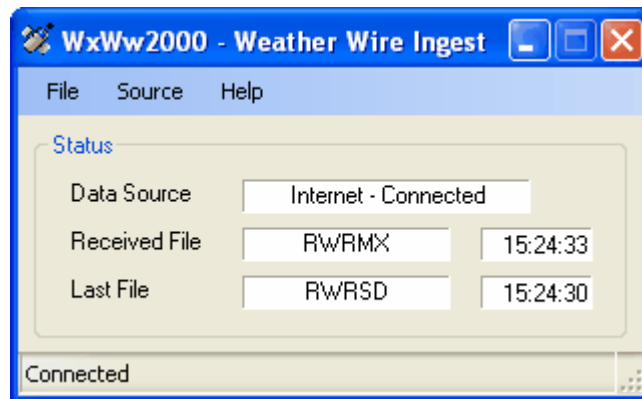 WxWw2000 - Weather Wire Ingest
File Source Help
Status
Data Source Internet - Connected
Received File RWRMX 15:24:33
Last File RWRSD 15:24:30
Connected